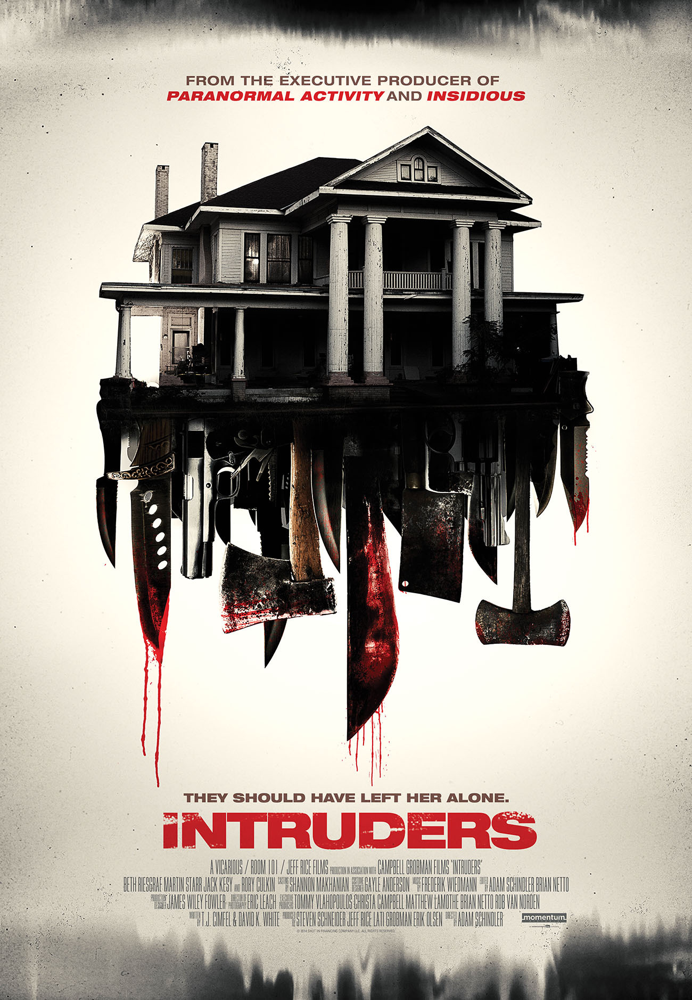 FROM THE EXECUTIVE PRODUCER OF
PARANORMAL ACTIVITY AND INSIDIOUS
THEY SHOULD HAVE LEFT HER ALONE.
INTRUDERS
A VICARIOUS / ROOM 101 / JEFF RICE FILMS PRODUCTION IN ASSOCIATION WITH CAMPBELL GROBMAN FILMS "INTRUDERS"
BETH RIESGRAF MARTIN STARR JACK KESY AND RORY CULKIN CASTING BY SHANNON MAKHANIAN COSTUME DESIGNER GAYLE ANDERSON MUSIC BY FREDERIK WIEDMANN EDITED BY ADAM SCHINDLER BRIAN NETTO
PRODUCTION DESIGNER JAMES WILEY FOWLER DIRECTOR OF PHOTOGRAPHY ERIC LEACH EXECUTIVE PRODUCERS TOMMY VLAHOPOULOS CHRISTA CAMPBELL MATTHEW LAMOTHE BRIAN NETTO ROB VAN NORDEN
WRITTEN BY T.J. CIMFEL & DAVID K. WHITE PRODUCED BY STEVEN SCHNEIDER JEFF RICE LATI GROBMAN ERIK OLSEN DIRECTED BY ADAM SCHINDLER
momentum
© 2014 SHUT IN FINANCING COMPANY LLC. ALL RIGHTS RESERVED.